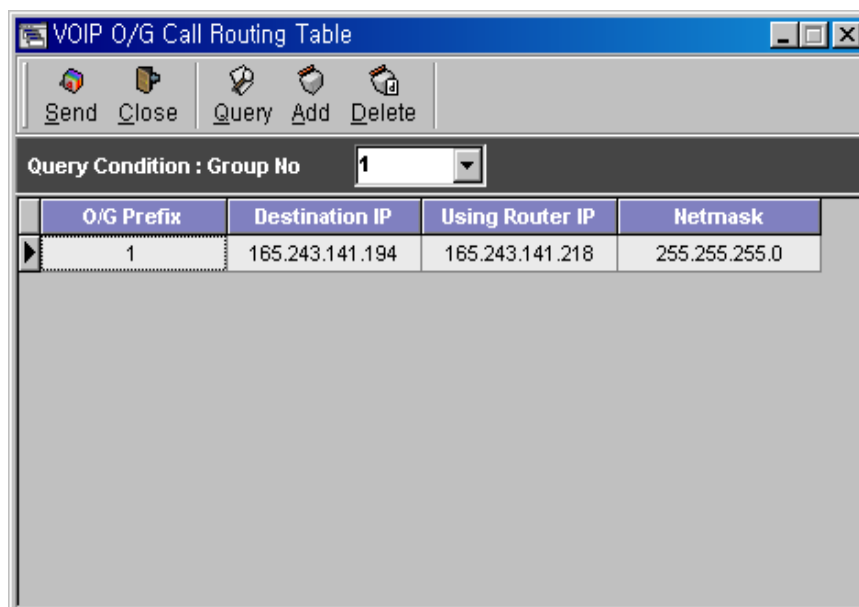 VOIP O/G Call Routing Table
Send Close Query Add Delete
Query Condition : Group No 1
O/G Prefix Destination IP Using Router IP Netmask
1 165.243.141.194 165.243.141.218 255.255.255.0